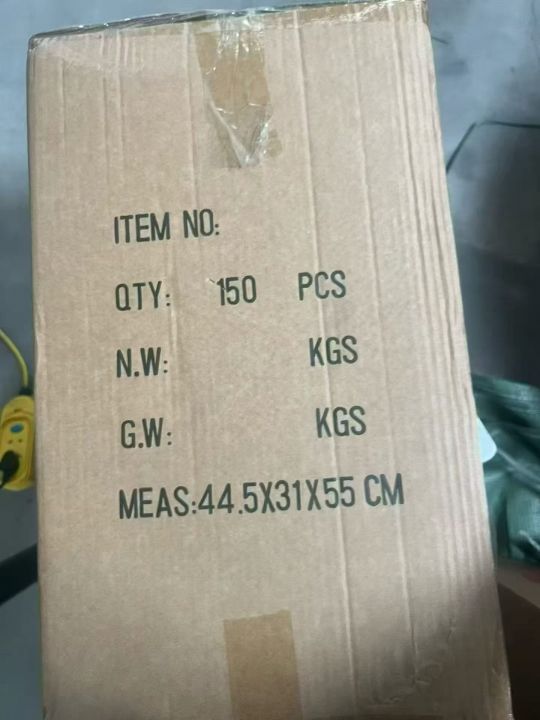 ITEM NO:
QTY: 150 PCS
N.W: KGS
G.W: KGS
MEAS:44.5X31X55 CM